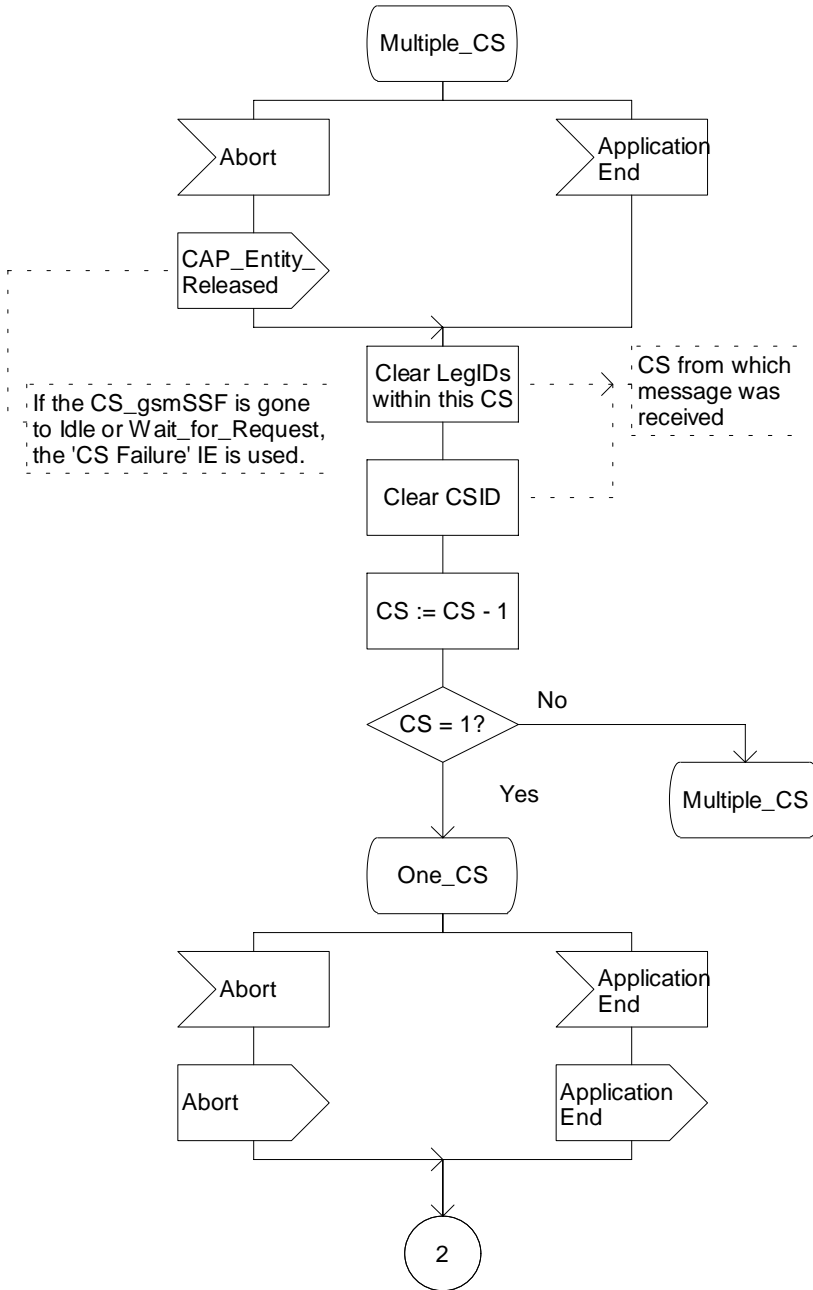 Multiple_CS
Abort
Application
End
CAP_Entity_
Released
Clear LegIDs
within this CS
CS from which
message was
received
If the CS_gsmSSF is gone
to Idle or Wait_for_Request,
the 'CS Failure' IE is used.
Clear CSID
CS := CS - 1
CS = 1?
No
Yes
Multiple_CS
One_CS
Abort
Application
End
Abort
Application
End
2